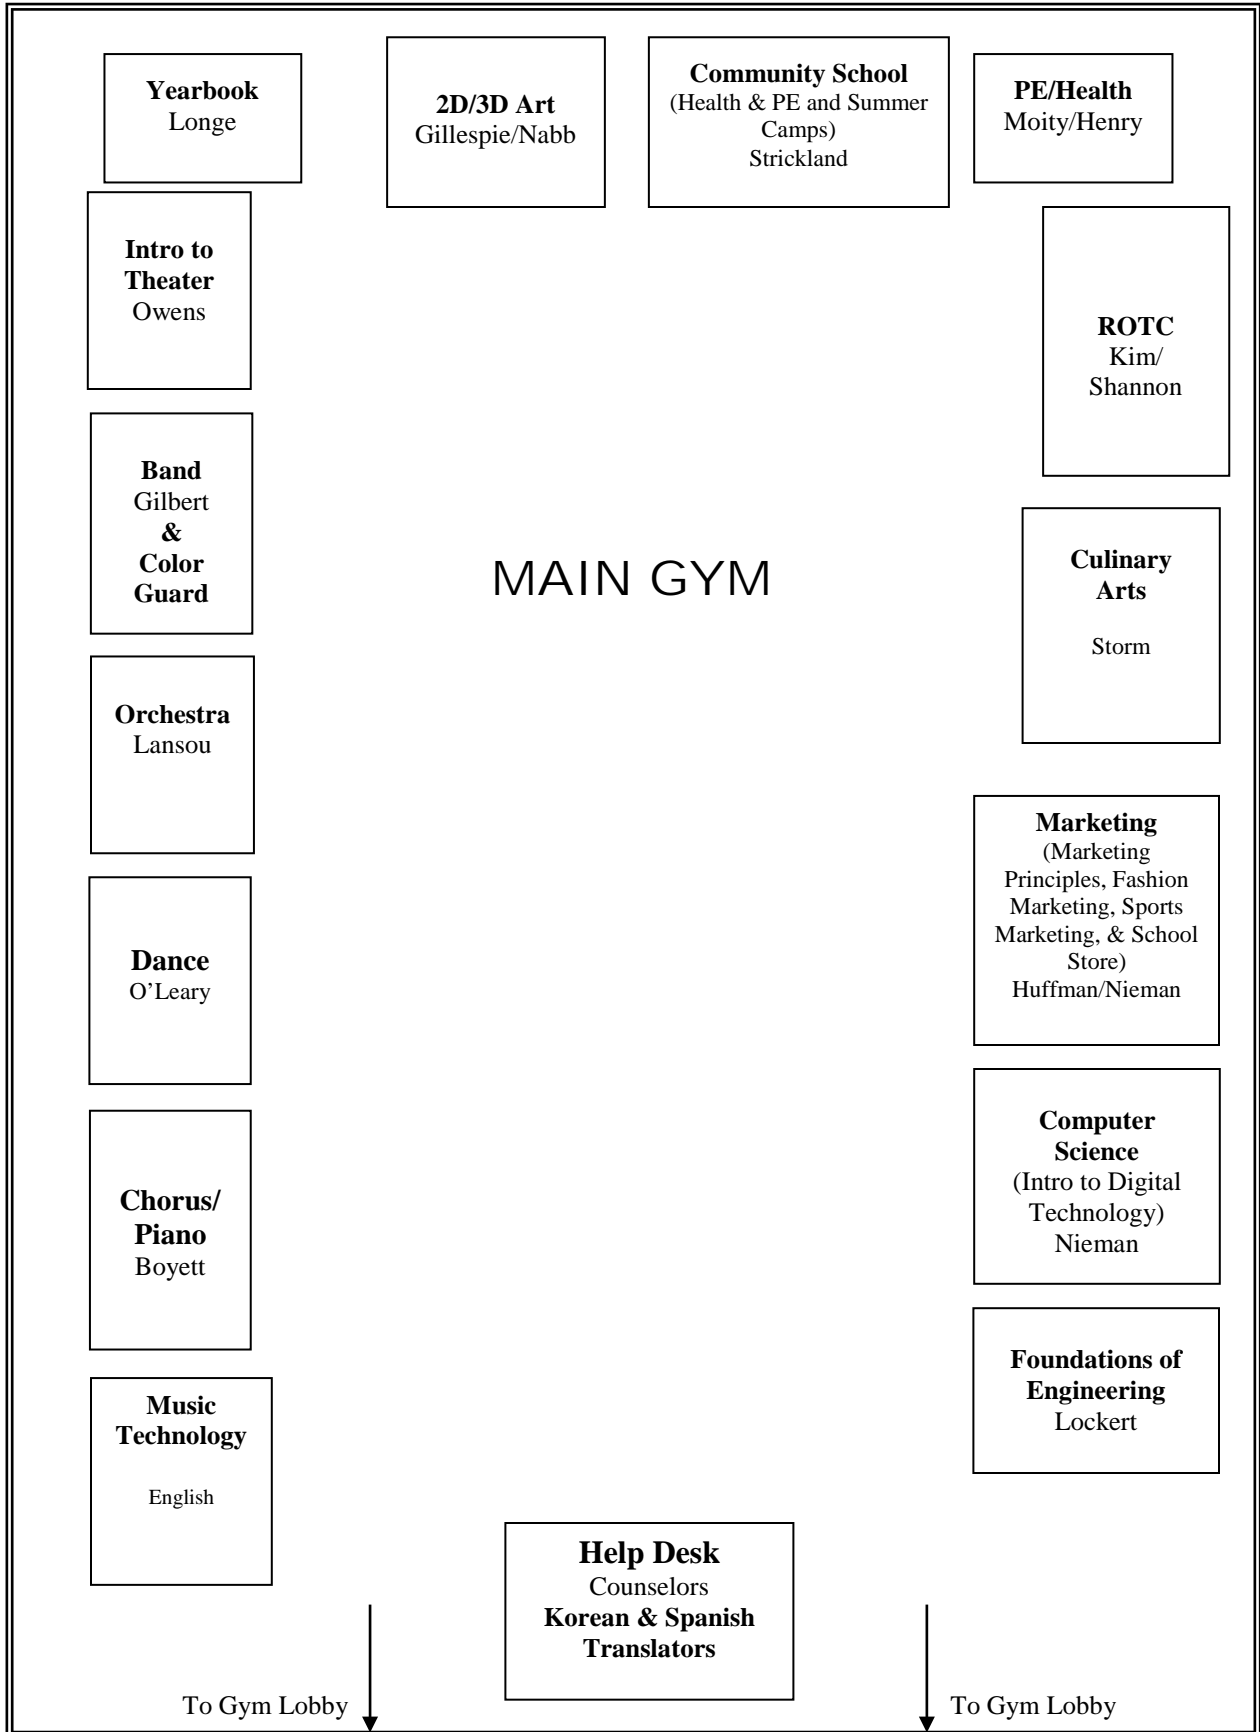 Yearbook
Longe
2D/3D Art
Gillespie/Nabb
Community School
(Health & PE and Summer
Camps)
Strickland
PE/Health
Moity/Henry
Intro to
Theater
Owens
ROTC
Kim/
Shannon
Band
Gilbert
&
Color
Guard
MAIN GYM
Culinary
Arts
Storm
Orchestra
Lansou
Marketing
(Marketing
Principles, Fashion
Marketing, Sports
Marketing, & School
Store)
Huffman/Nieman
Dance
O’Leary
Computer
Science
(Intro to Digital
Technology)
Nieman
Chorus/
Piano
Boyett
Foundations of
Engineering
Lockert
Music
Technology
English
Help Desk
Counselors
Korean & Spanish
Translators
To Gym Lobby
To Gym Lobby